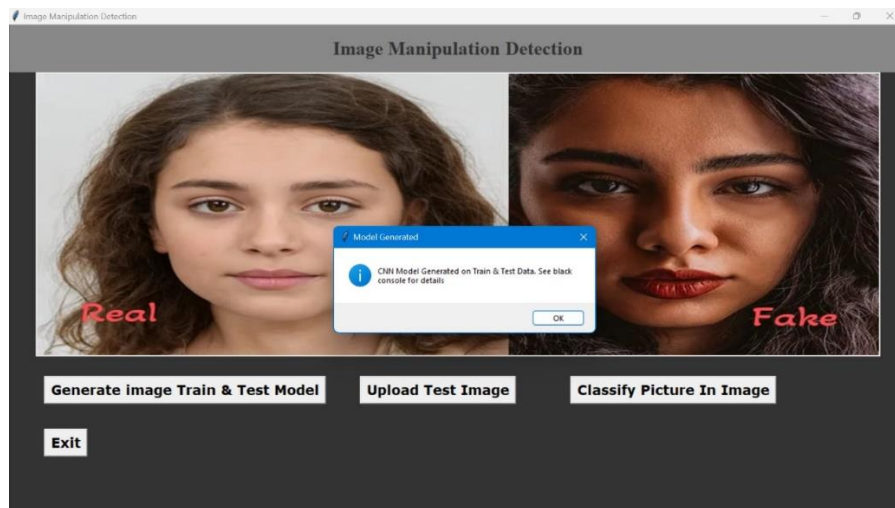 Image Manipulation Detection
Image Manipulation Detection
Model Generated
CNN Model Generated on Train & Test Data. See black
console for details
OK
Real
Fake
Generate image Train & Test Model
Upload Test Image
Classify Picture In Image
Exit